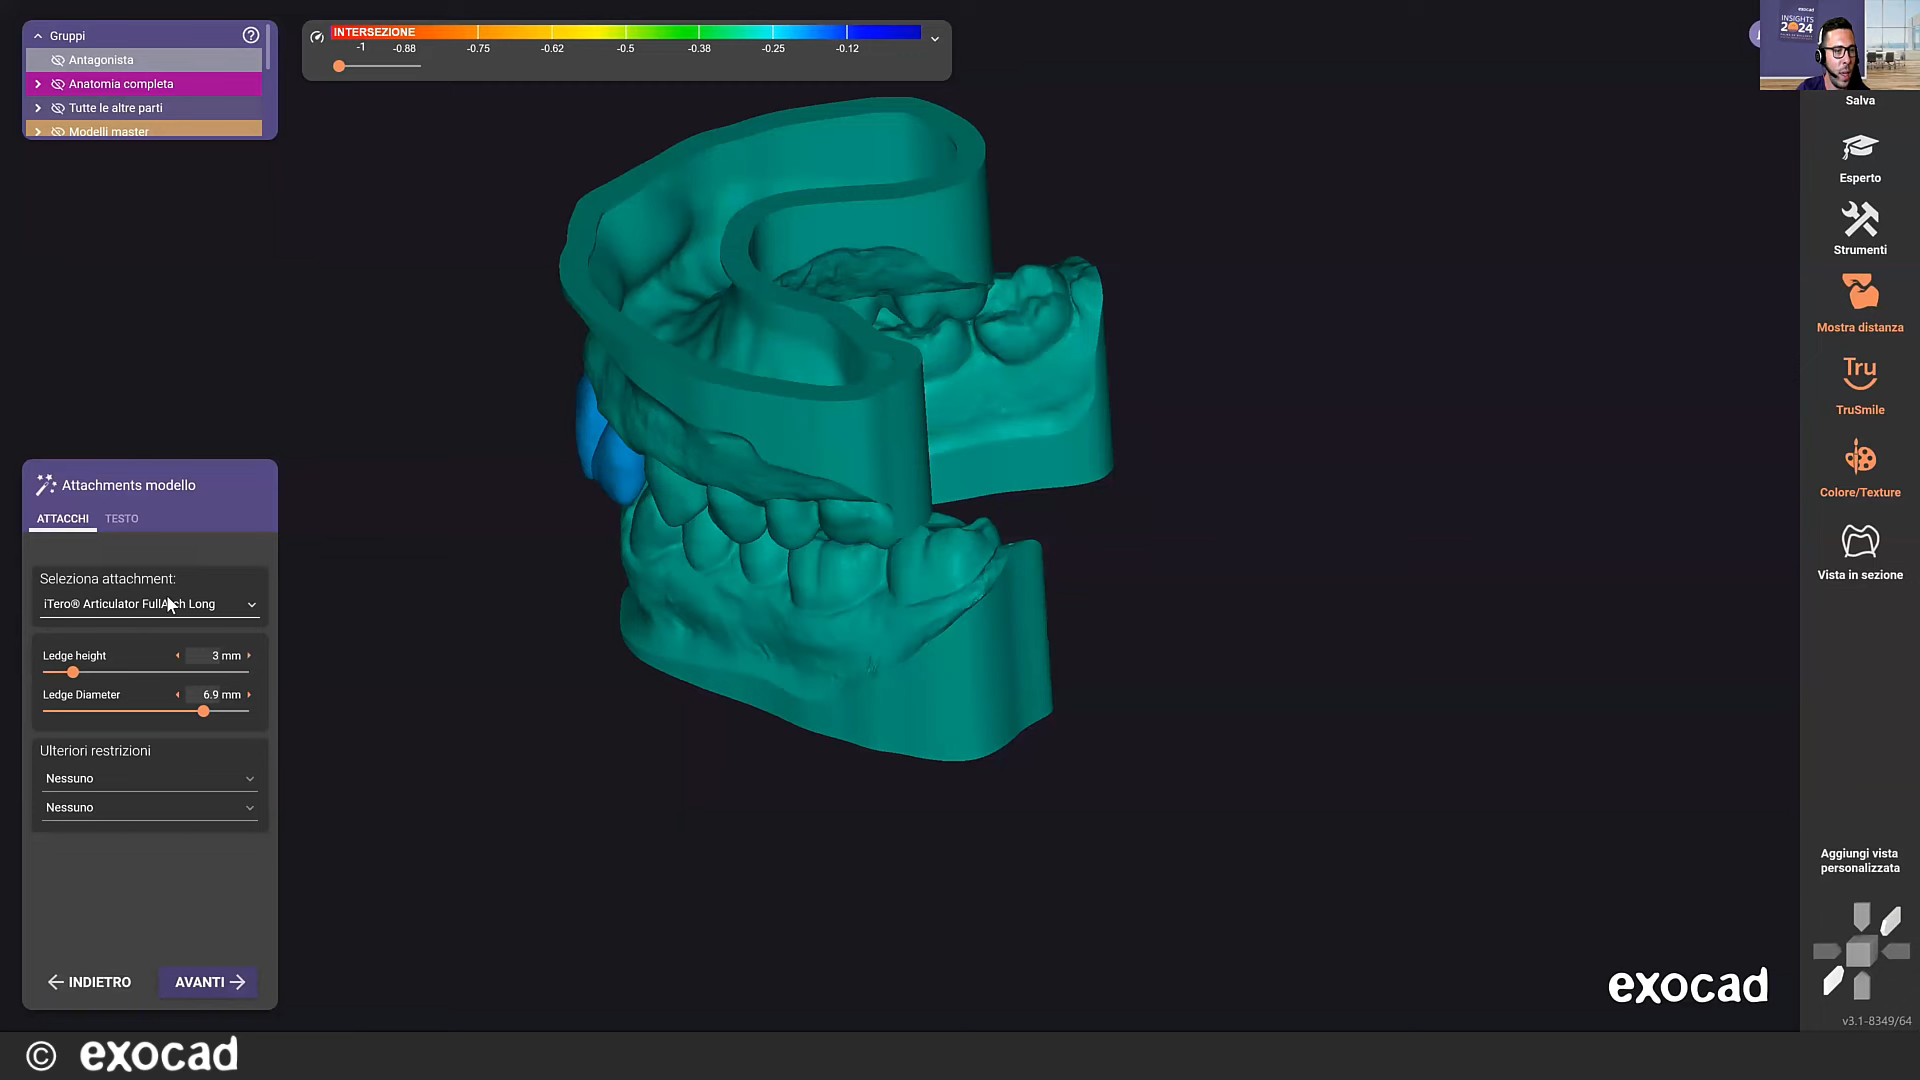 Gruppi
Antagonista
Anatomia completa
Tutte le altre parti
Modelli master
INTERSEZIONE
-1 -0.88 -0.75 -0.62 -0.5 -0.38 -0.25 -0.12
exocad
INSIGHTS
2024
Salva
Esperto
Strumenti
Mostra distanza
Tru
TruSmile
Colore/Texture
Vista in sezione
Attachments modello
ATTACCHI TESTO
Seleziona attachment:
iTero® Articulator FullArch Long
Ledge height 3 mm
Ledge Diameter 6.9 mm
Ulteriori restrizioni
Nessuno
Nessuno
INDIETRO AVANTI
Aggiungi vista
personalizzata
exocad
v3.1-8349/64
© exocad